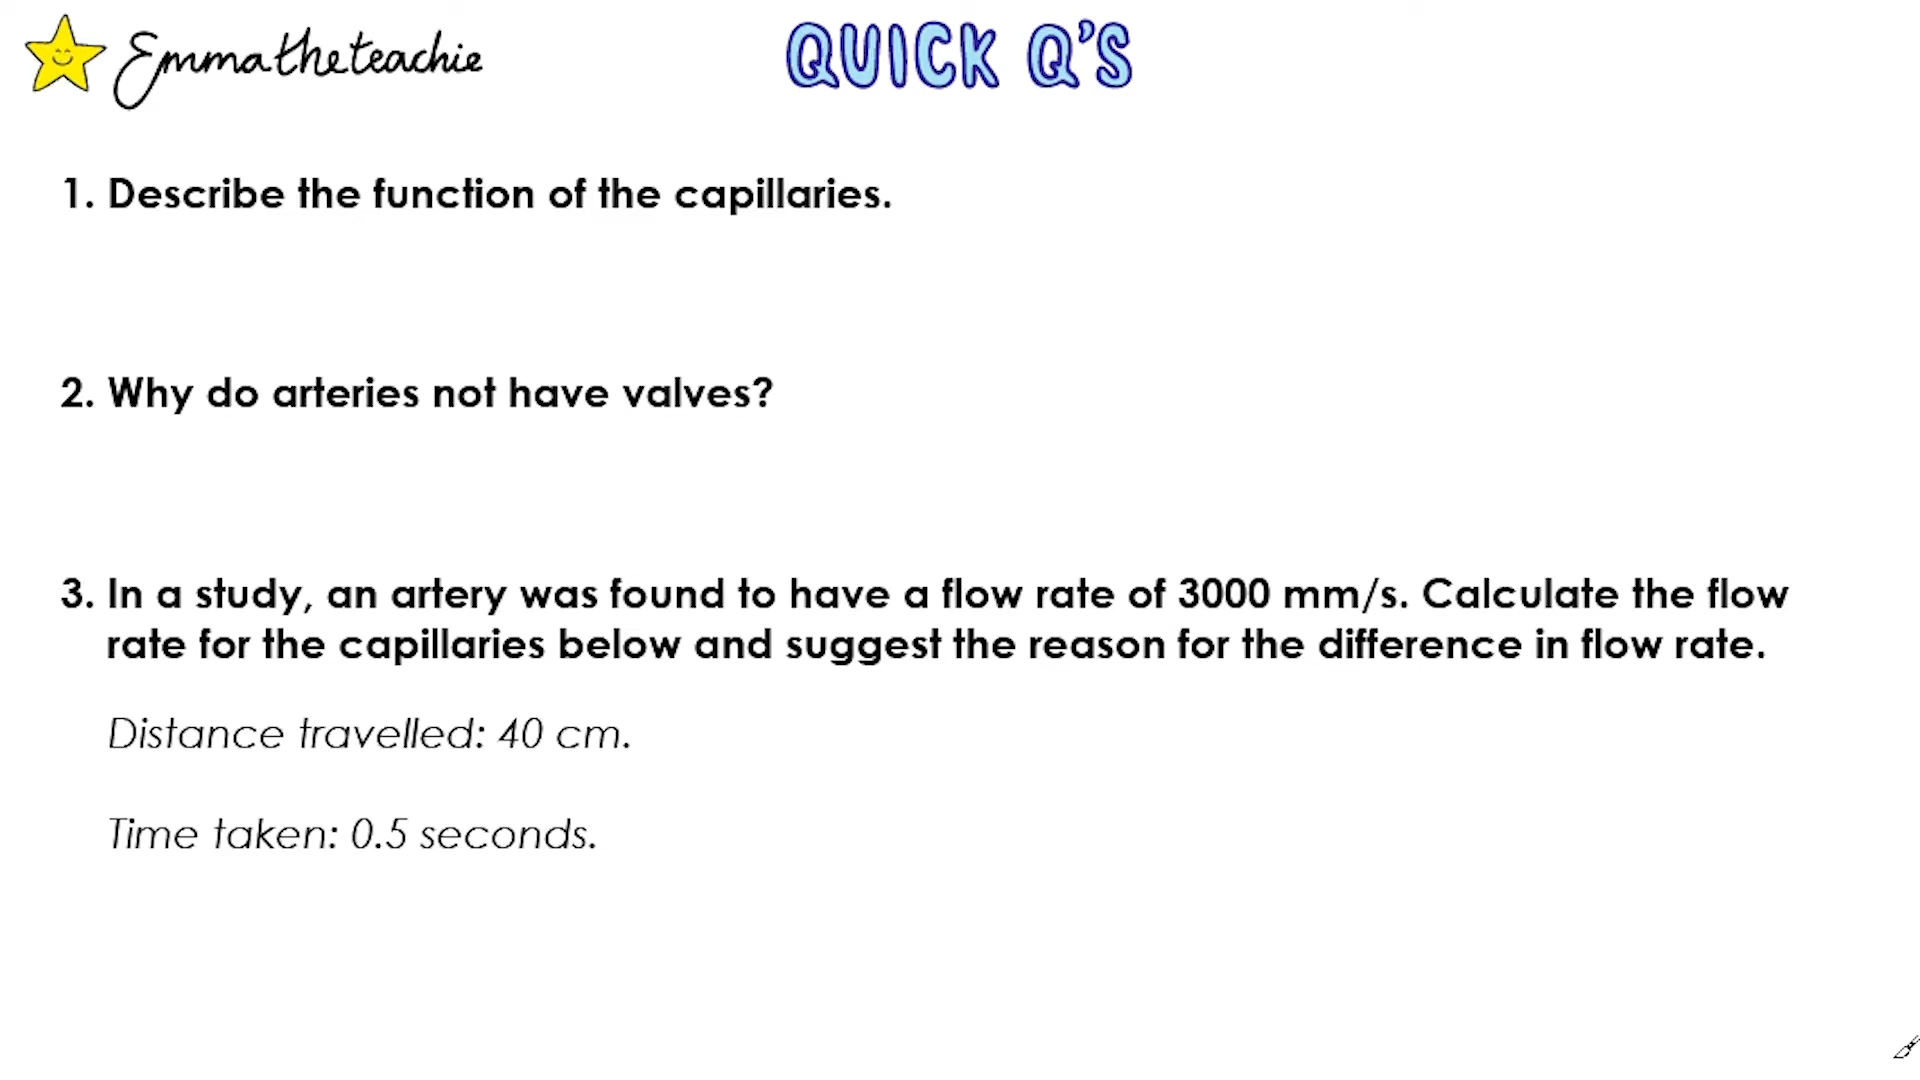 Emmatheteachie
QUICK Q'S
1. Describe the function of the capillaries.
2. Why do arteries not have valves?
3. In a study, an artery was found to have a flow rate of 3000 mm/s. Calculate the flow
rate for the capillaries below and suggest the reason for the difference in flow rate.
Distance travelled: 40 cm.
Time taken: 0.5 seconds.